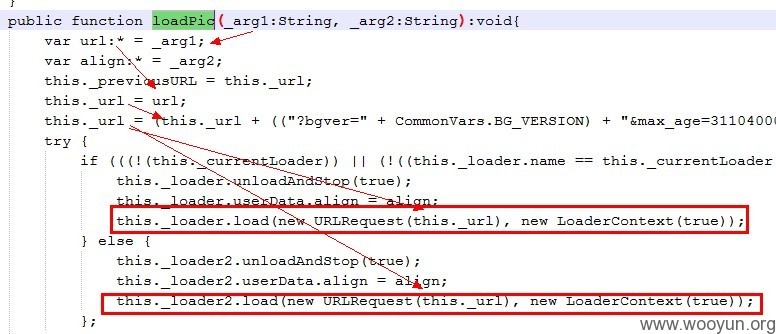 }
public function loadPic(_arg1:String, _arg2:String):void{
var url:* = _arg1;
var align:* = _arg2;
this._previousURL = this._url;
this._url = url;
this._url = (this._url + (("?bgver=" + CommonVars.BG_VERSION) + "&max_age=31104000
try {
if (((!(this._currentLoader)) || (!((this._loader.name == this._currentLoader
this._loader.unloadAndStop(true);
this._loader.userData.align = align;
this._loader.load(new URLRequest(this._url), new LoaderContext(true));
} else {
this._loader2.unloadAndStop(true);
this._loader2.userData.align = align;
this._loader2.load(new URLRequest(this._url), new LoaderContext(true));
};
www.wooyun.org